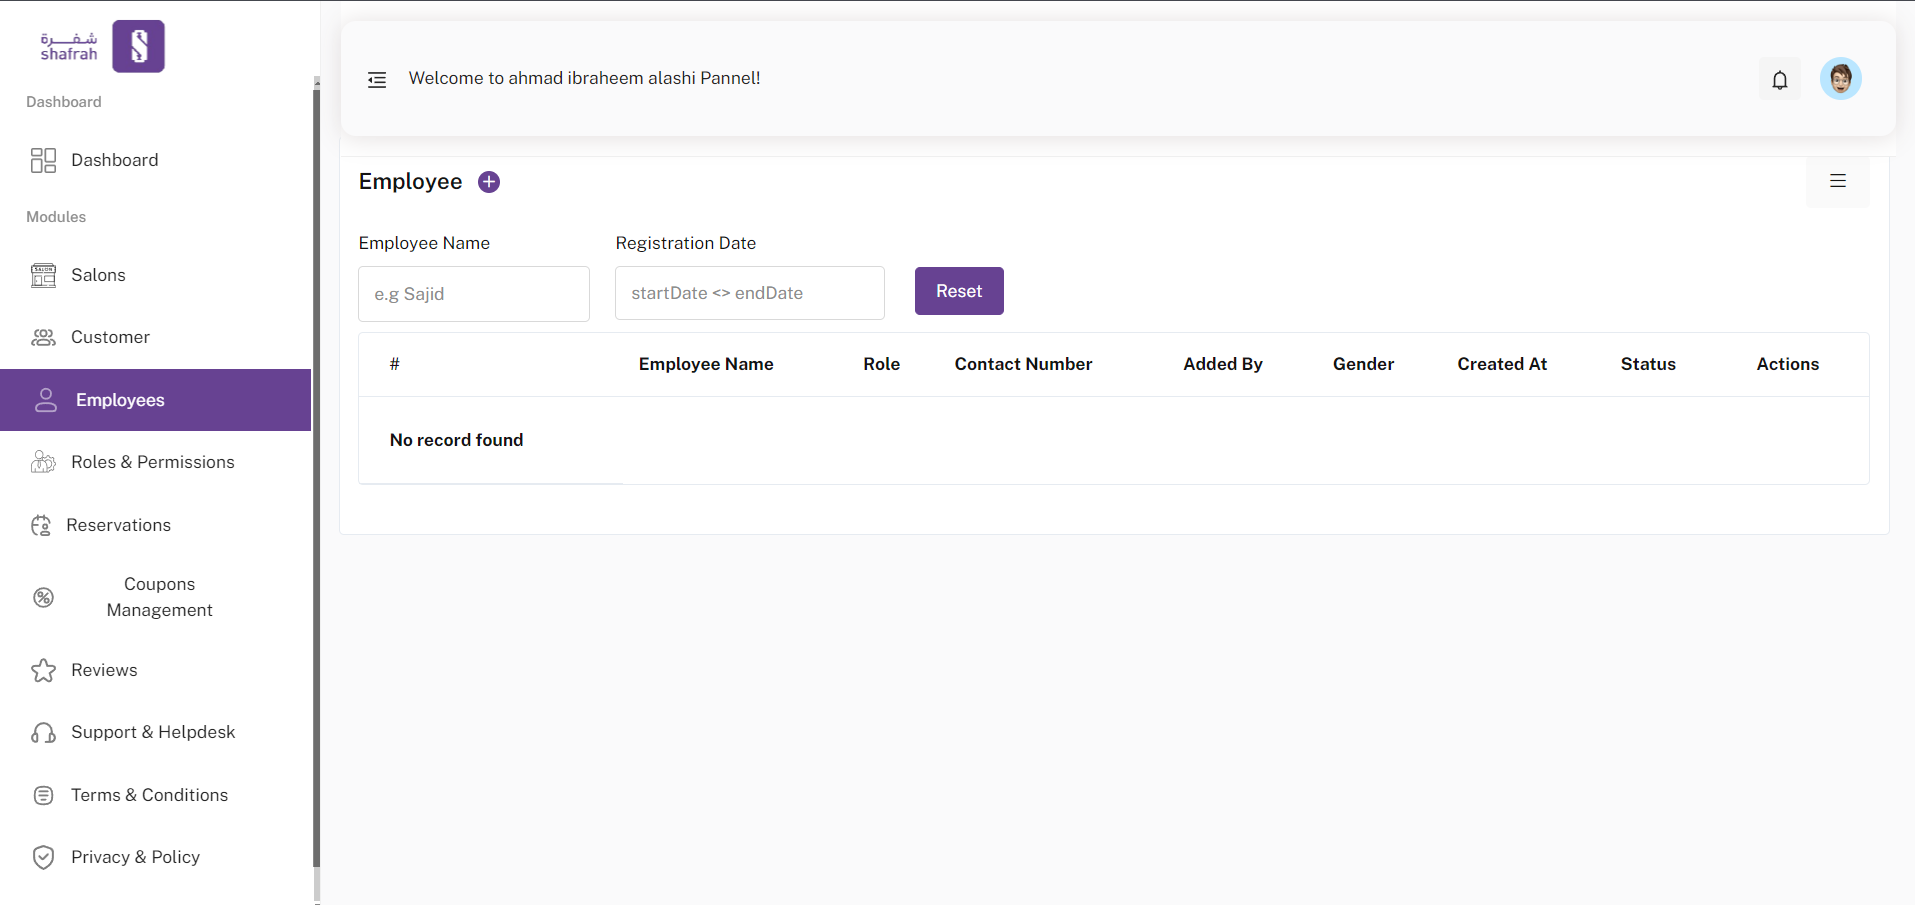 شفرة
shafrah
Dashboard
Dashboard
Modules
Salons
Customer
Employees
Roles & Permissions
Reservations
Coupons
Management
Reviews
Support & Helpdesk
Terms & Conditions
Privacy & Policy
Welcome to ahmad ibraheem alashi Pannel!
Employee
Employee Name
Registration Date
e.g Sajid
startDate <> endDate
Reset
# Employee Name Role Contact Number Added By Gender Created At Status Actions
No record found